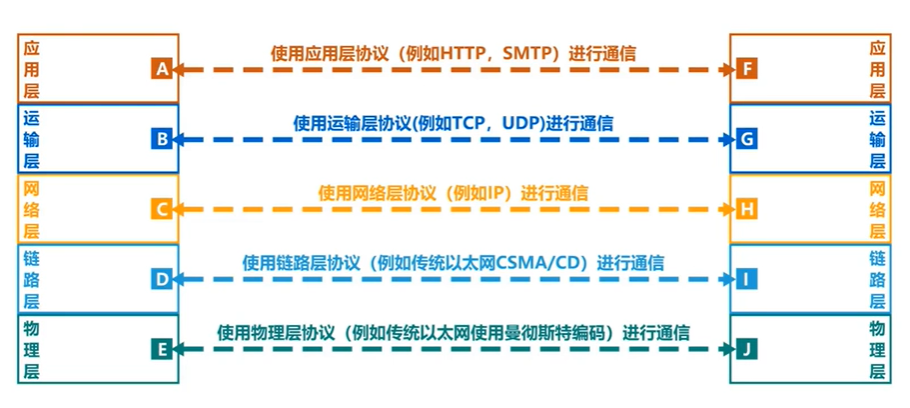 应用层 A 使用应用层协议（例如HTTP，SMTP）进行通信 F 应用层
运输层 B 使用运输层协议(例如TCP，UDP)进行通信 G 运输层
网络层 C 使用网络层协议（例如IP）进行通信 H 网络层
链路层 D 使用链路层协议（例如传统以太网CSMA/CD）进行通信 I 链路层
物理层 E 使用物理层协议（例如传统以太网使用曼彻斯特编码）进行通信 J 物理层